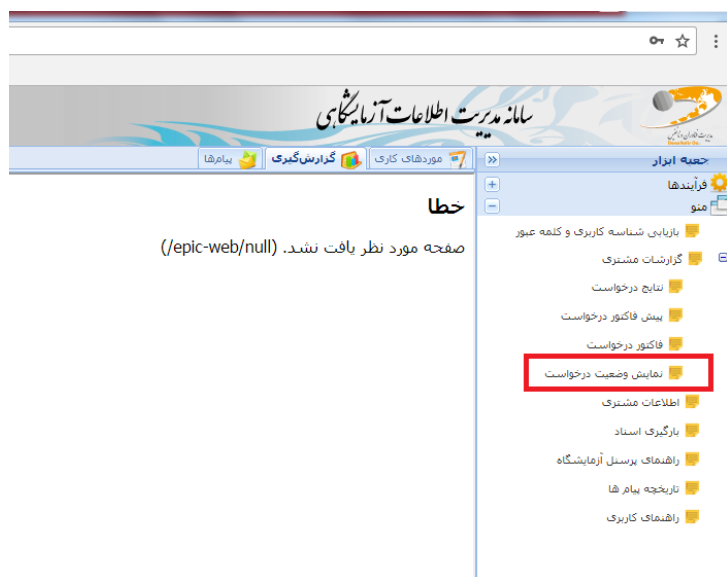 سامانه مدیریت اطلاعات آزمایشگاهی
جعبه ابزار
فرآیندها
منو
بازیابی شناسه کاربری و کلمه عبور
گزارشات مشتری
نتایج درخواست
پیش فاکتور درخواست
فاکتور درخواست
نمایش وضعیت درخواست
اطلاعات مشتری
بارگیری اسناد
راهنمای پرسنل آزمایشگاه
تاریخچه پیام ها
راهنمای کاربری
موردهای کاری گزارش‌گیری پیام‌ها
خطا
صفحه مورد نظر یافت نشد. (epic-web/null/)